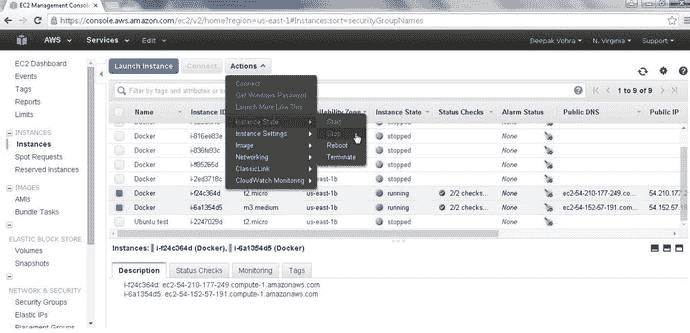 EC2 Management Consol
https://console.aws.amazon.com/ec2/v2/home?region=us-east-1#Instances:sort=securityGroupNames
AWS Services Edit Deepak Vohra N. Virginia Support
EC2 Dashboard
Events
Tags
Reports
Limits
INSTANCES
Instances
Spot Requests
Reserved Instances
IMAGES
AMIs
Bundle Tasks
ELASTIC BLOCK STORE
Volumes
Snapshots
NETWORK & SECURITY
Security Groups
Elastic IPs
Placement Groups
Launch Instance Connect Actions
Filter by tags and attributes or 1 to 9 of 9
Connect
Get Windows Password
Launch More Like This
Instance State
Instance Settings
Image
Networking
ClassicLink
CloudWatch Monitoring
Start
Stop
Reboot
Terminate
Name Instance ID Availability Zone Instance State Status Checks Alarm Status Public DNS Public IP
Docker stopped None
Docker i-816ee83e stopped None
Docker stopped None
Docker stopped None
Docker stopped None
Docker i-f24c364d t2.micro us-east-1b running 2/2 checks None ec2-54-210-177-249.co... 54.210.177
Docker i-6a1354d5 m3.medium us-east-1b running 2/2 checks None ec2-54-152-57-191.com... 54.152.57.1
Ubuntu test i-2247029d t2.micro us-east-1b stopped None
Instances: i-f24c364d (Docker), i-6a1354d5 (Docker)
Description Status Checks Monitoring Tags
i-f24c364d: ec2-54-210-177-249.compute-1.amazonaws.com
i-6a1354d5: ec2-54-152-57-191.compute-1.amazonaws.com